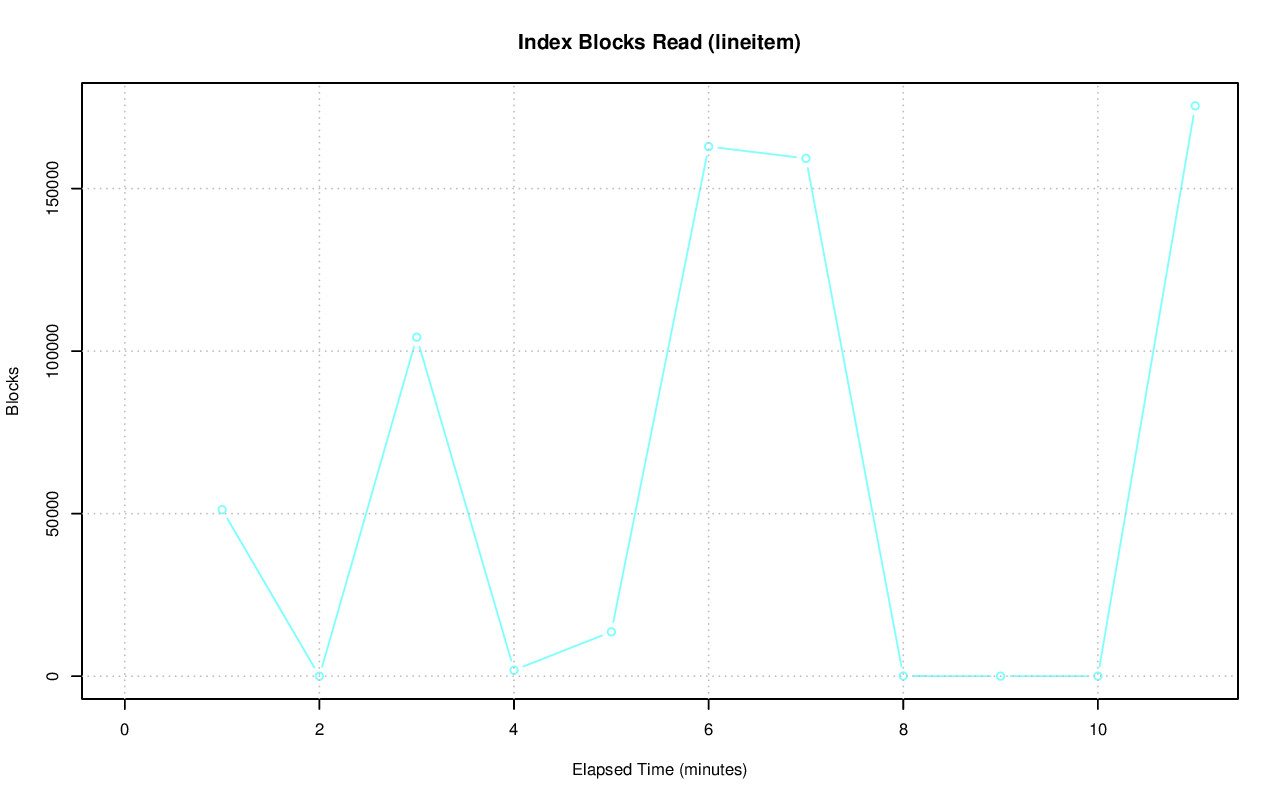 Index Blocks Read (lineitem)
150000
100000
50000
0
Blocks
0 2 4 6 8 10
Elapsed Time (minutes)